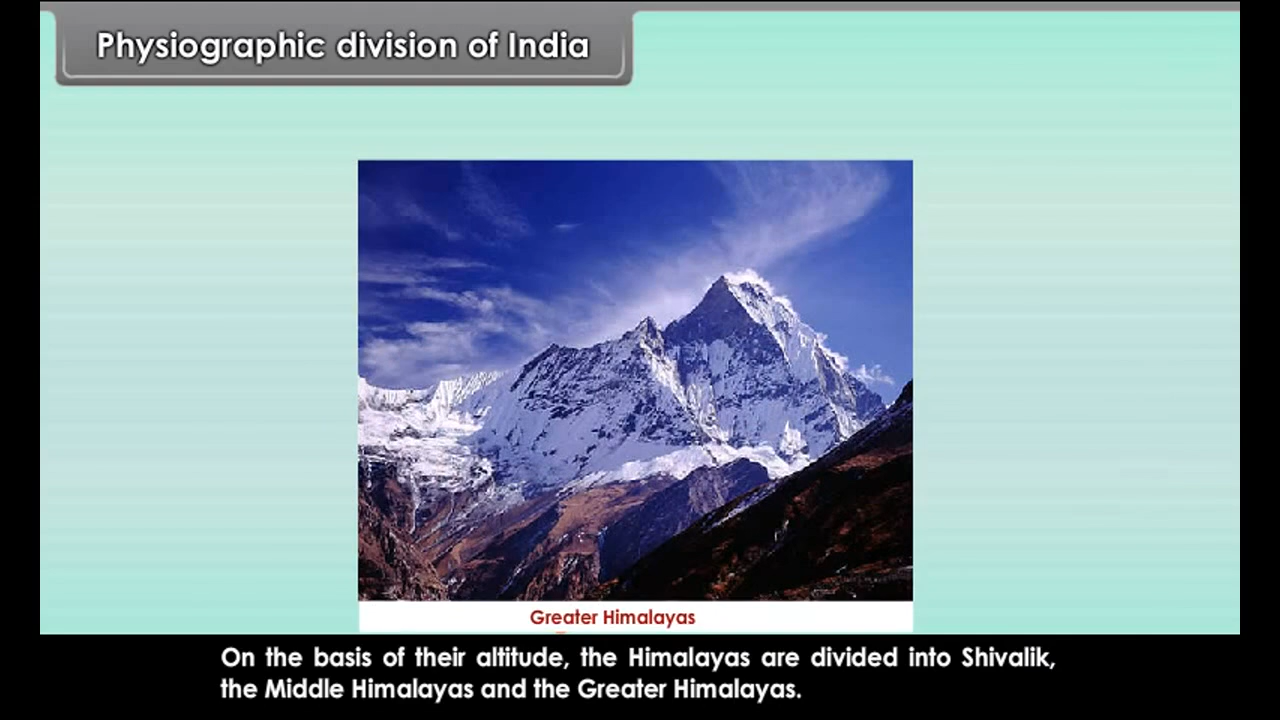 Physiographic division of India
Greater Himalayas
On the basis of their altitude, the Himalayas are divided into Shivalik,
the Middle Himalayas and the Greater Himalayas.